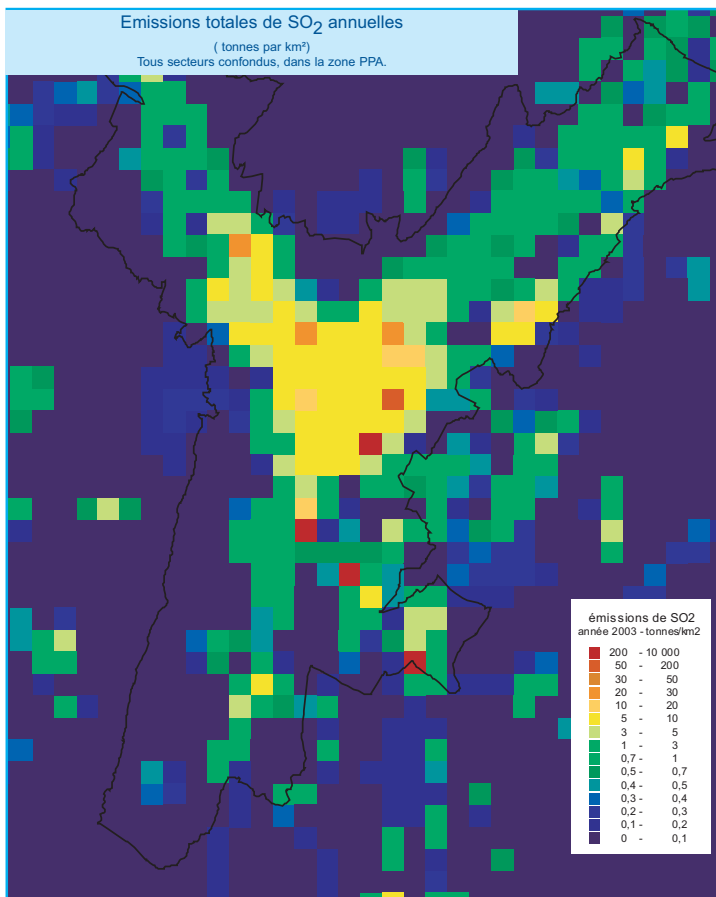 Emissions totales de SO2 annuelles
( tonnes par km²)
Tous secteurs confondus, dans la zone PPA.
émissions de SO2
année 2003 - tonnes/km2
200 - 10 000
50 - 200
30 - 50
20 - 30
10 - 20
5 - 10
3 - 5
1 - 3
0,7 - 1
0,5 - 0,7
0,4 - 0,5
0,3 - 0,4
0,2 - 0,3
0,1 - 0,2
0 - 0,1